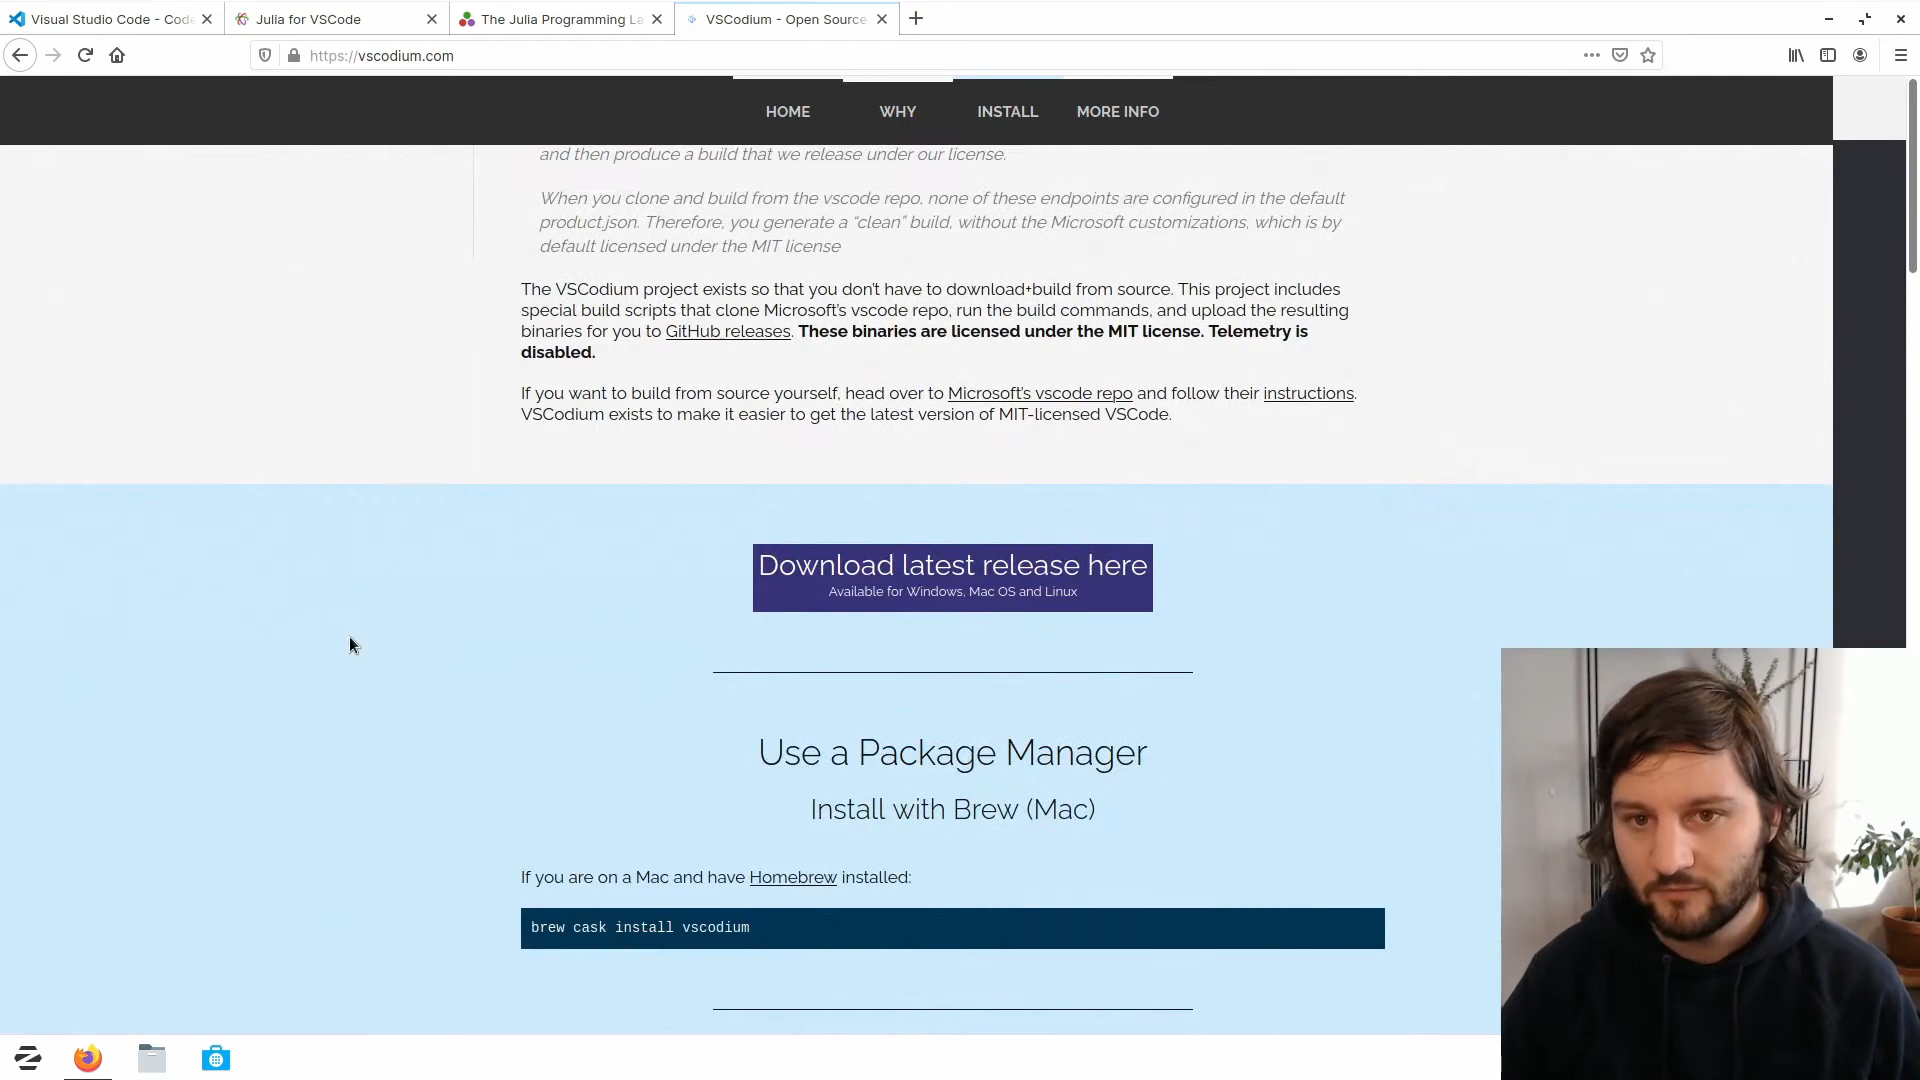 Visual Studio Code - Code
Julia for VSCode
The Julia Programming La
VSCodium - Open Source
https://vscodium.com
HOME
WHY
INSTALL
MORE INFO
and then produce a build that we release under our license.
When you clone and build from the vscode repo, none of these endpoints are configured in the default
product.json. Therefore, you generate a “clean” build, without the Microsoft customizations, which is by
default licensed under the MIT license
The VSCodium project exists so that you don’t have to download+build from source. This project includes
special build scripts that clone Microsoft’s vscode repo, run the build commands, and upload the resulting
binaries for you to GitHub releases. These binaries are licensed under the MIT license. Telemetry is
disabled.
If you want to build from source yourself, head over to Microsoft’s vscode repo and follow their instructions.
VSCodium exists to make it easier to get the latest version of MIT-licensed VSCode.
Download latest release here
Available for Windows, Mac OS and Linux
Use a Package Manager
Install with Brew (Mac)
If you are on a Mac and have Homebrew installed:
brew cask install vscodium